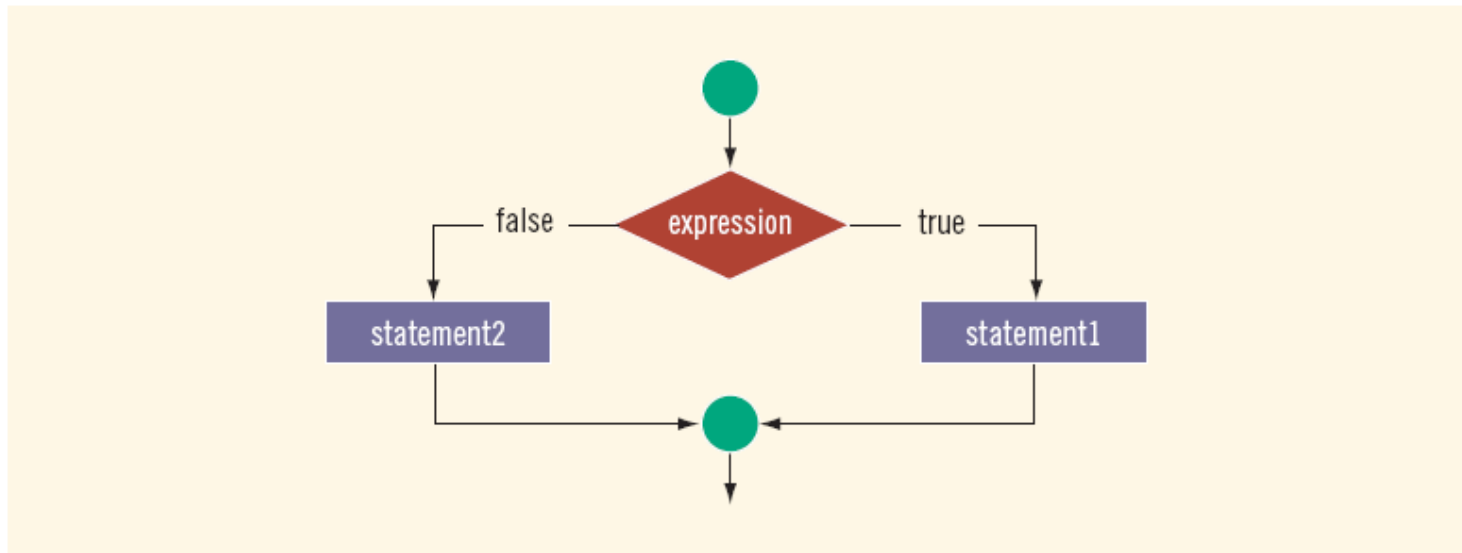 false
expression
true
statement2
statement1